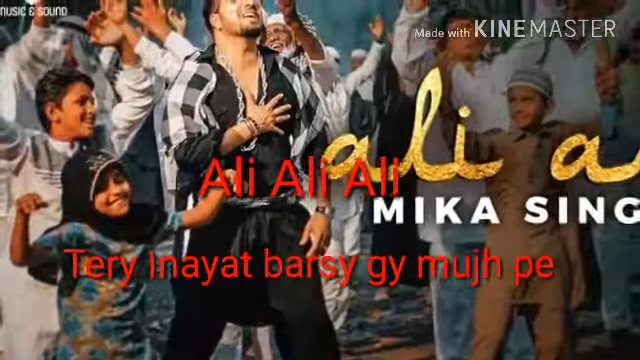 MUSIC & SOUND
Made with KINEMASTER
ali a
Ali Ali Ali
MIKA SING
Tery Inayat barsy gy mujh pe